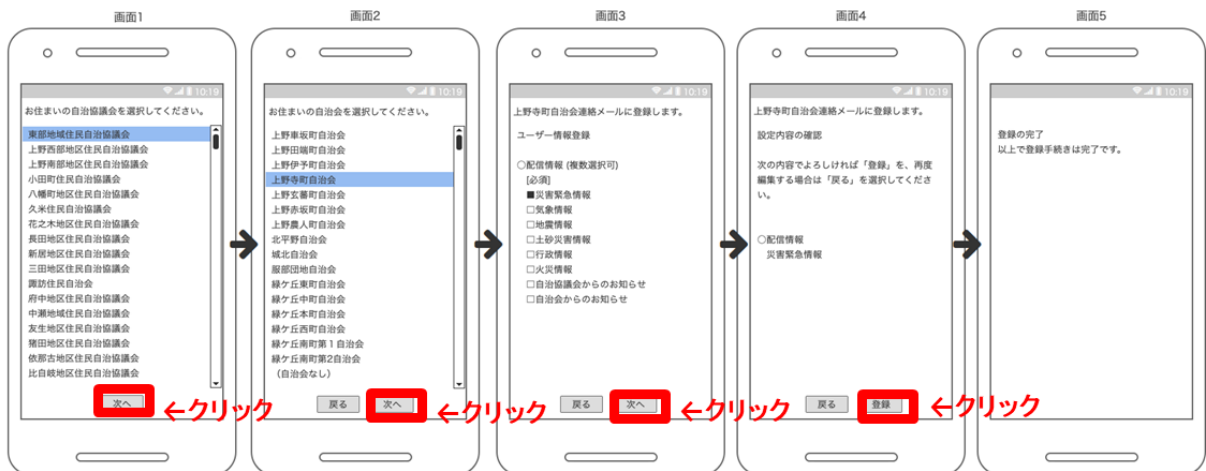 画面1
10:19
お住まいの自治協議会を選択してください。
東部地域住民自治協議会
上野西部地区住民自治協議会
上野南部地区住民自治協議会
小田町住民自治協議会
八幡町地区住民自治協議会
久米住民自治協議会
花之木地区住民自治協議会
長田地区住民自治協議会
新居地区住民自治協議会
三田地区住民自治協議会
諏訪住民自治会
府中地区住民自治協議会
中瀬地域住民自治協議会
友生地区住民自治協議会
猪田地区住民自治協議会
依那古地区住民自治協議会
比自岐地区住民自治協議会
次へ
←クリック
画面2
10:19
お住まいの自治会を選択してください。
上野車坂町自治会
上野田端町自治会
上野伊予町自治会
上野寺町自治会
上野玄蕃町自治会
上野赤坂町自治会
上野農人町自治会
北平野自治会
城北自治会
服部団地自治会
緑ケ丘東町自治会
緑ケ丘中町自治会
緑ケ丘本町自治会
緑ケ丘西町自治会
緑ケ丘南町第1自治会
緑ケ丘南町第2自治会
（自治会なし）
戻る 次へ
←クリック
画面3
10:19
上野寺町自治会連絡メールに登録します。
ユーザー情報登録
○配信情報 (複数選択可)
[必須]
■災害緊急情報
□気象情報
□地震情報
□土砂災害情報
□行政情報
□火災情報
□自治協議会からのお知らせ
□自治会からのお知らせ
戻る 次へ
←クリック
画面4
10:19
上野寺町自治会連絡メールに登録します。
設定内容の確認
次の内容でよろしければ「登録」を、再度
編集する場合は「戻る」を選択してくださ
い。
○配信情報
災害緊急情報
戻る 登録
←クリック
画面5
10:19
登録の完了
以上で登録手続きは完了です。